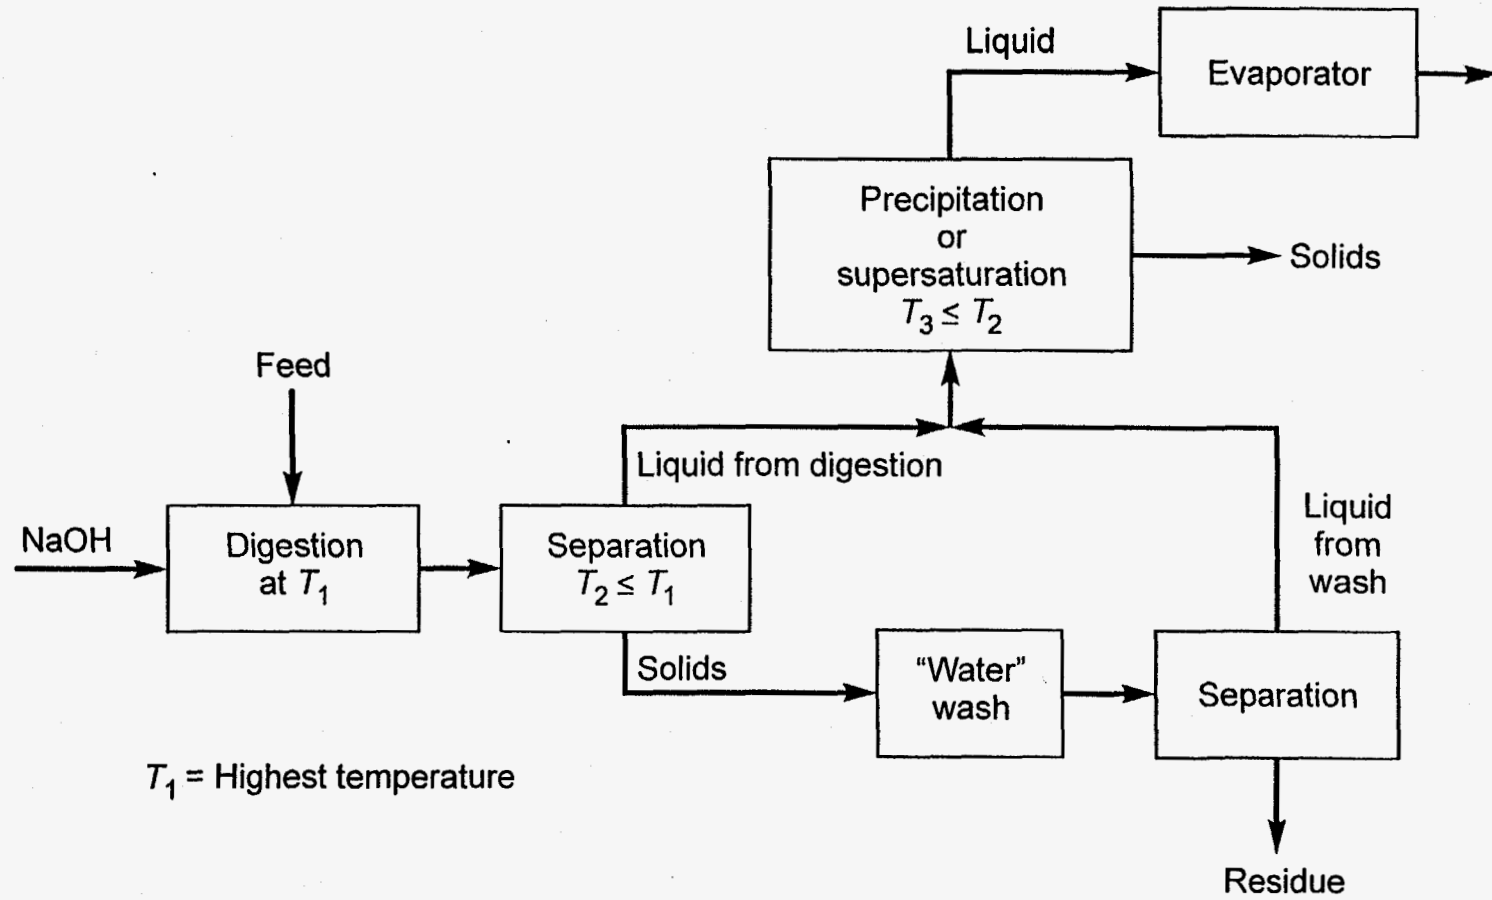 Liquid
Evaporator
Precipitation
or
supersaturation
T3 ≤ T2
Solids
Feed
Liquid from digestion
NaOH
Digestion
at T1
Separation
T2 ≤ T1
Liquid
from
wash
Solids
“Water”
wash
Separation
T1 = Highest temperature
Residue